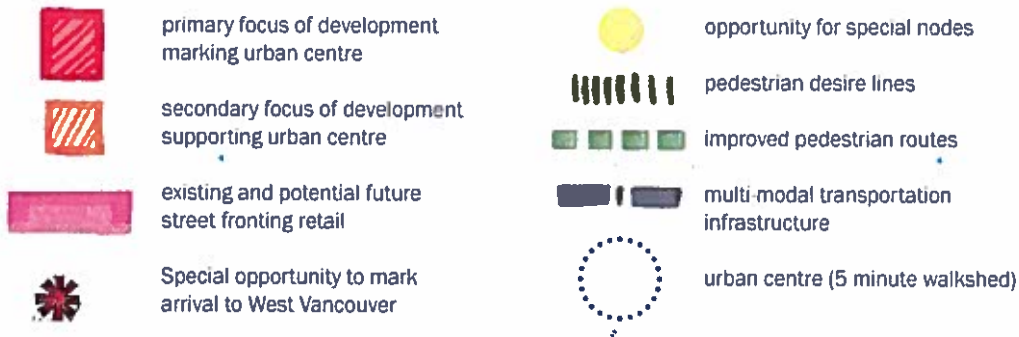 primary focus of development
marking urban centre
secondary focus of development
supporting urban centre
existing and potential future
street fronting retail
Special opportunity to mark
arrival to West Vancouver
opportunity for special nodes
pedestrian desire lines
improved pedestrian routes
multi-modal transportation
infrastructure
urban centre (5 minute walkshed)